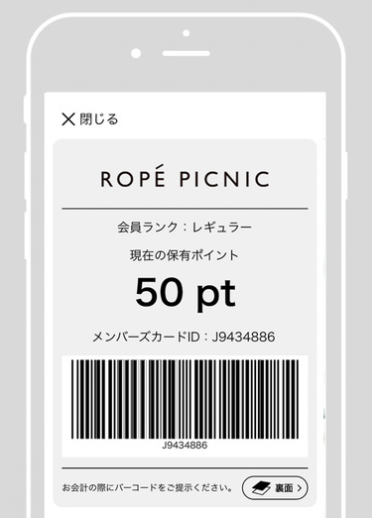 閉じる
ROPÉ PICNIC
会員ランク：レギュラー
現在の保有ポイント
50 pt
メンバーズカードID：J9434886
J9434886
お会計の際にバーコードをご提示ください。 裏面